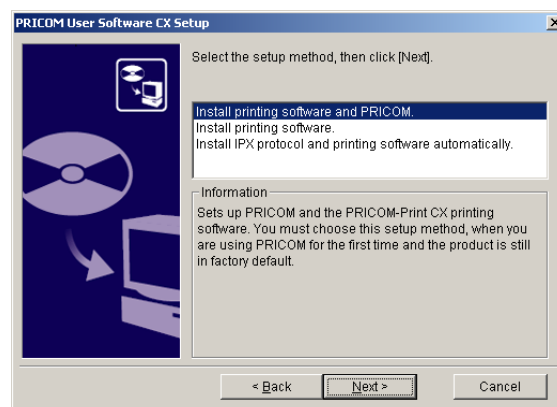 PRICOM User Software CX Setup
Select the setup method, then click [Next].
Install printing software and PRICOM.
Install printing software.
Install IPX protocol and printing software automatically.
Information
Sets up PRICOM and the PRICOM-Print CX printing
software. You must choose this setup method, when you
are using PRICOM for the first time and the product is still
in factory default.
< Back
Next >
Cancel